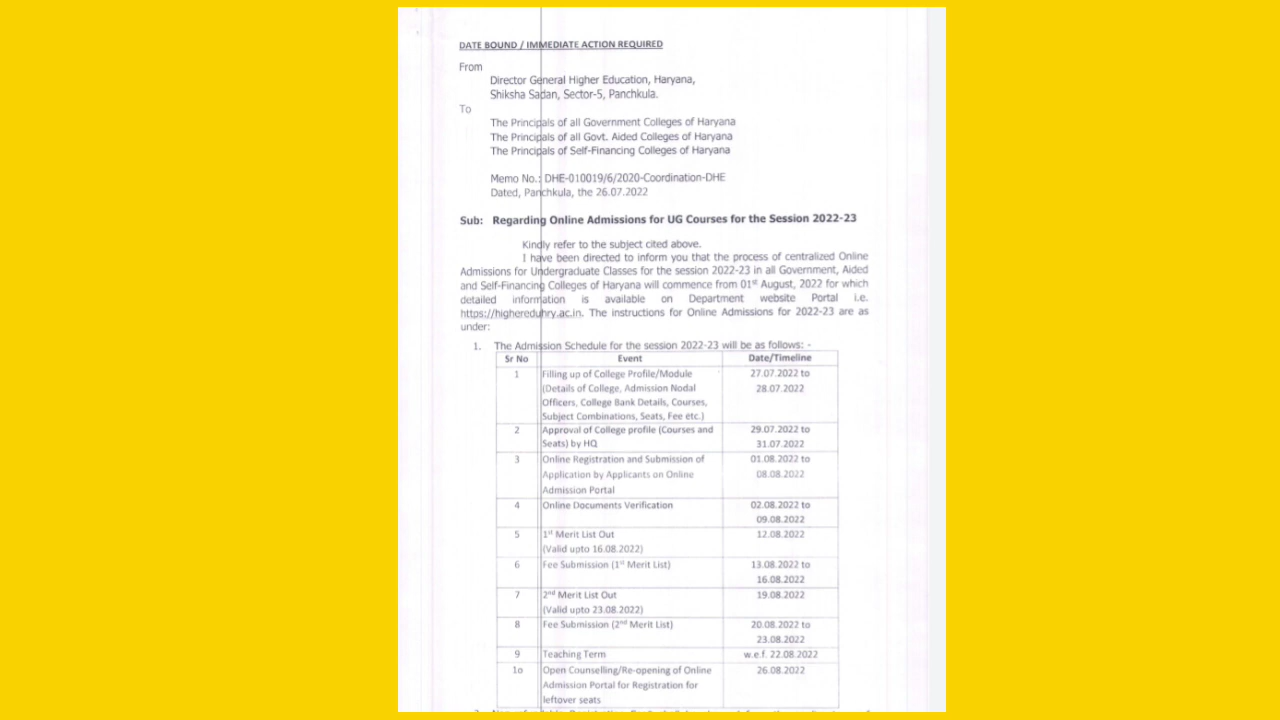 DATE BOUND / IMMEDIATE ACTION REQUIRED
From
Director General Higher Education, Haryana,
Shiksha Sadan, Sector-5, Panchkula.
To
The Principals of all Government Colleges of Haryana
The Principals of all Govt. Aided Colleges of Haryana
The Principals of Self-Financing Colleges of Haryana
Memo No.: DHE-010019/6/2020-Coordination-DHE
Dated, Panchkula, the 26.07.2022
Sub: Regarding Online Admissions for UG Courses for the Session 2022-23
Kindly refer to the subject cited above.
I have been directed to inform you that the process of centralized Online
Admissions for Undergraduate Classes for the session 2022-23 in all Government, Aided
and Self-Financing Colleges of Haryana will commence from 01st August, 2022 for which
detailed information is available on Department website Portal i.e.
https://highereduhry.ac.in. The instructions for Online Admissions for 2022-23 are as
under:
1. The Admission Schedule for the session 2022-23 will be as follows: -
Sr No Event Date/Timeline
1 Filling up of College Profile/Module 27.07.2022 to
(Details of College, Admission Nodal 28.07.2022
Officers, College Bank Details, Courses,
Subject Combinations, Seats, Fee etc.)
2 Approval of College profile (Courses and 29.07.2022 to
Seats) by HQ 31.07.2022
3 Online Registration and Submission of 01.08.2022 to
Application by Applicants on Online 08.08.2022
Admission Portal
4 Online Documents Verification 02.08.2022 to
09.08.2022
5 1st Merit List Out 12.08.2022
(Valid upto 16.08.2022)
6 Fee Submission (1st Merit List) 13.08.2022 to
16.08.2022
7 2nd Merit List Out 19.08.2022
(Valid upto 23.08.2022)
8 Fee Submission (2nd Merit List) 20.08.2022 to
23.08.2022
9 Teaching Term w.e.f. 22.08.2022
1o Open Counselling/Re-opening of Online 26.08.2022
Admission Portal for Registration for
leftover seats